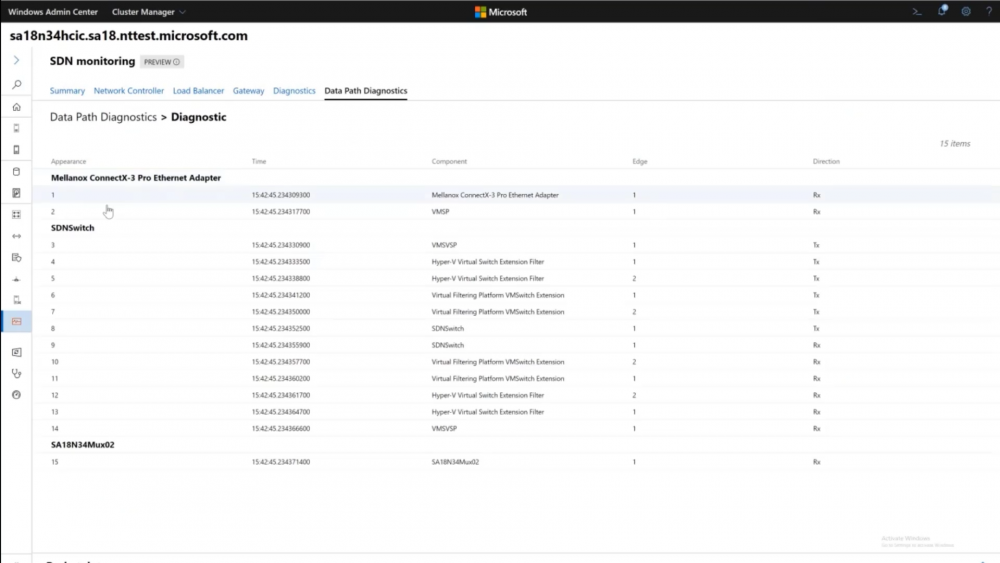 Windows Admin Center Cluster Manager Microsoft
sa18n34hcic.sa18.nttest.microsoft.com
SDN monitoring PREVIEW
Summary Network Controller Load Balancer Gateway Diagnostics Data Path Diagnostics
Data Path Diagnostics > Diagnostic
15 items
Appearance Time Component Edge Direction
Mellanox ConnectX-3 Pro Ethernet Adapter
1 15:42:45.234309300 Mellanox ConnectX-3 Pro Ethernet Adapter 1 Rx
2 15:42:45.234317700 VMSP 1 Rx
SDNSwitch
3 15:42:45.234330900 VMSVSP 1 Tx
4 15:42:45.234333500 Hyper-V Virtual Switch Extension Filter 1 Tx
5 15:42:45.234338800 Hyper-V Virtual Switch Extension Filter 2 Tx
6 15:42:45.234341200 Virtual Filtering Platform VMSwitch Extension 1 Tx
7 15:42:45.234350000 Virtual Filtering Platform VMSwitch Extension 2 Tx
8 15:42:45.234352500 SDNSwitch 1 Tx
9 15:42:45.234355900 SDNSwitch 1 Rx
10 15:42:45.234357700 Virtual Filtering Platform VMSwitch Extension 2 Rx
11 15:42:45.234360200 Virtual Filtering Platform VMSwitch Extension 1 Rx
12 15:42:45.234361700 Hyper-V Virtual Switch Extension Filter 2 Rx
13 15:42:45.234364700 Hyper-V Virtual Switch Extension Filter 1 Rx
14 15:42:45.234366600 VMSVSP 1 Rx
SA18N34Mux02
15 15:42:45.234371400 SA18N34Mux02 1 Rx
Activate Windows
Go to Settings to activate Windows.